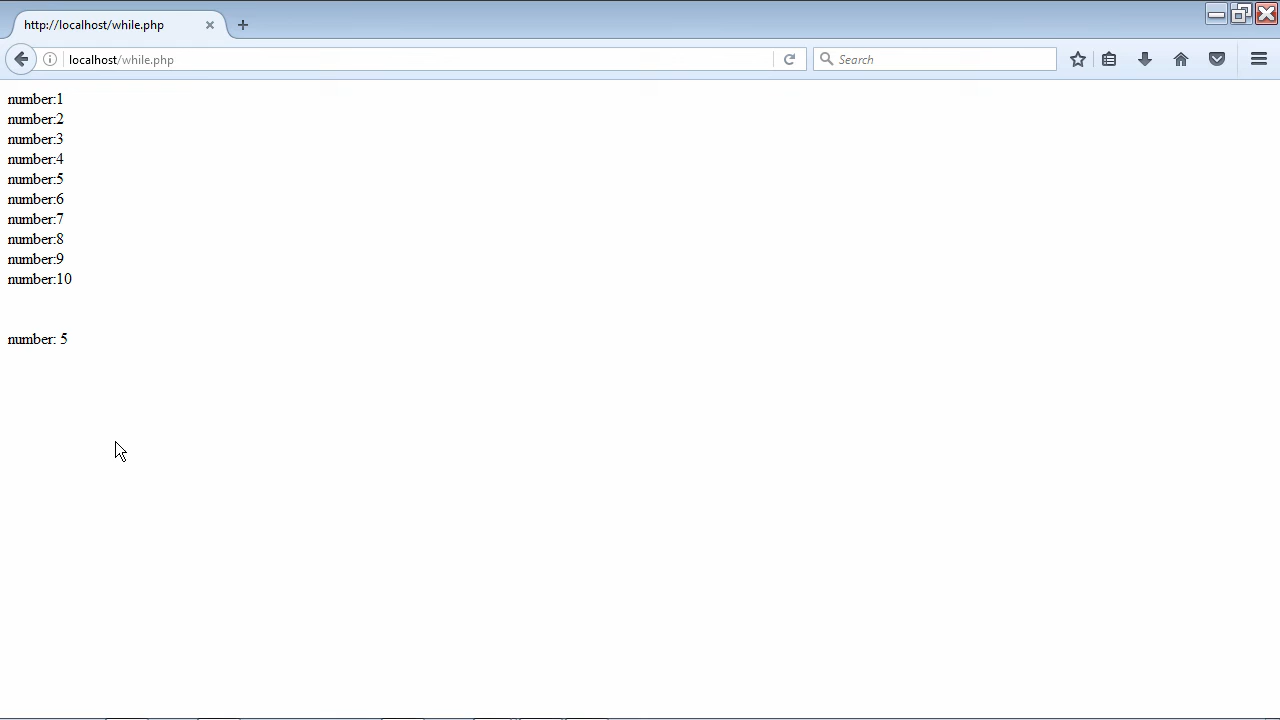 http://localhost/while.php
localhost/while.php
Search
number:1
number:2
number:3
number:4
number:5
number:6
number:7
number:8
number:9
number:10
number: 5